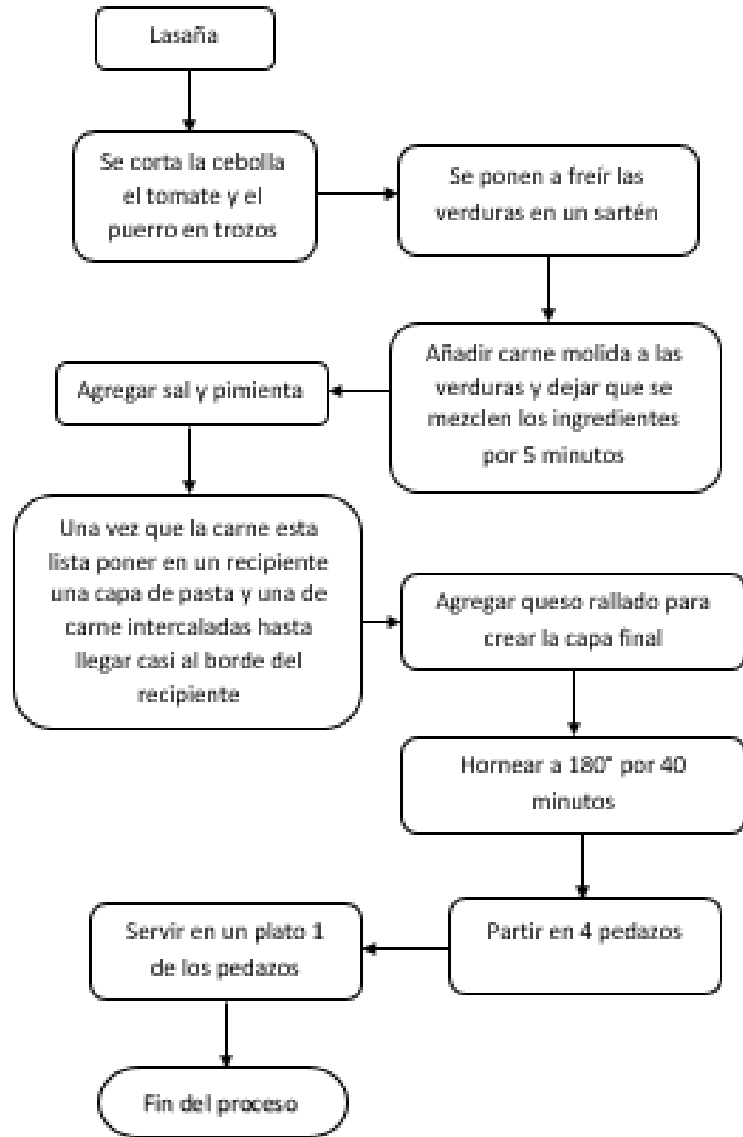 Lasaña
Se corta la cebolla
el tomate y el
puerro en trozos
Se ponen a freír las
verduras en un sartén
Añadir carne molida a las
verduras y dejar que se
mezclen los ingredientes
por 5 minutos
Agregar sal y pimienta
Una vez que la carne esta
lista poner en un recipiente
una capa de pasta y una de
carne intercaladas hasta
llegar casi al borde del
recipiente
Agregar queso rallado para
crear la capa final
Hornear a 180° por 40
minutos
Partir en 4 pedazos
Servir en un plato 1
de los pedazos
Fin del proceso